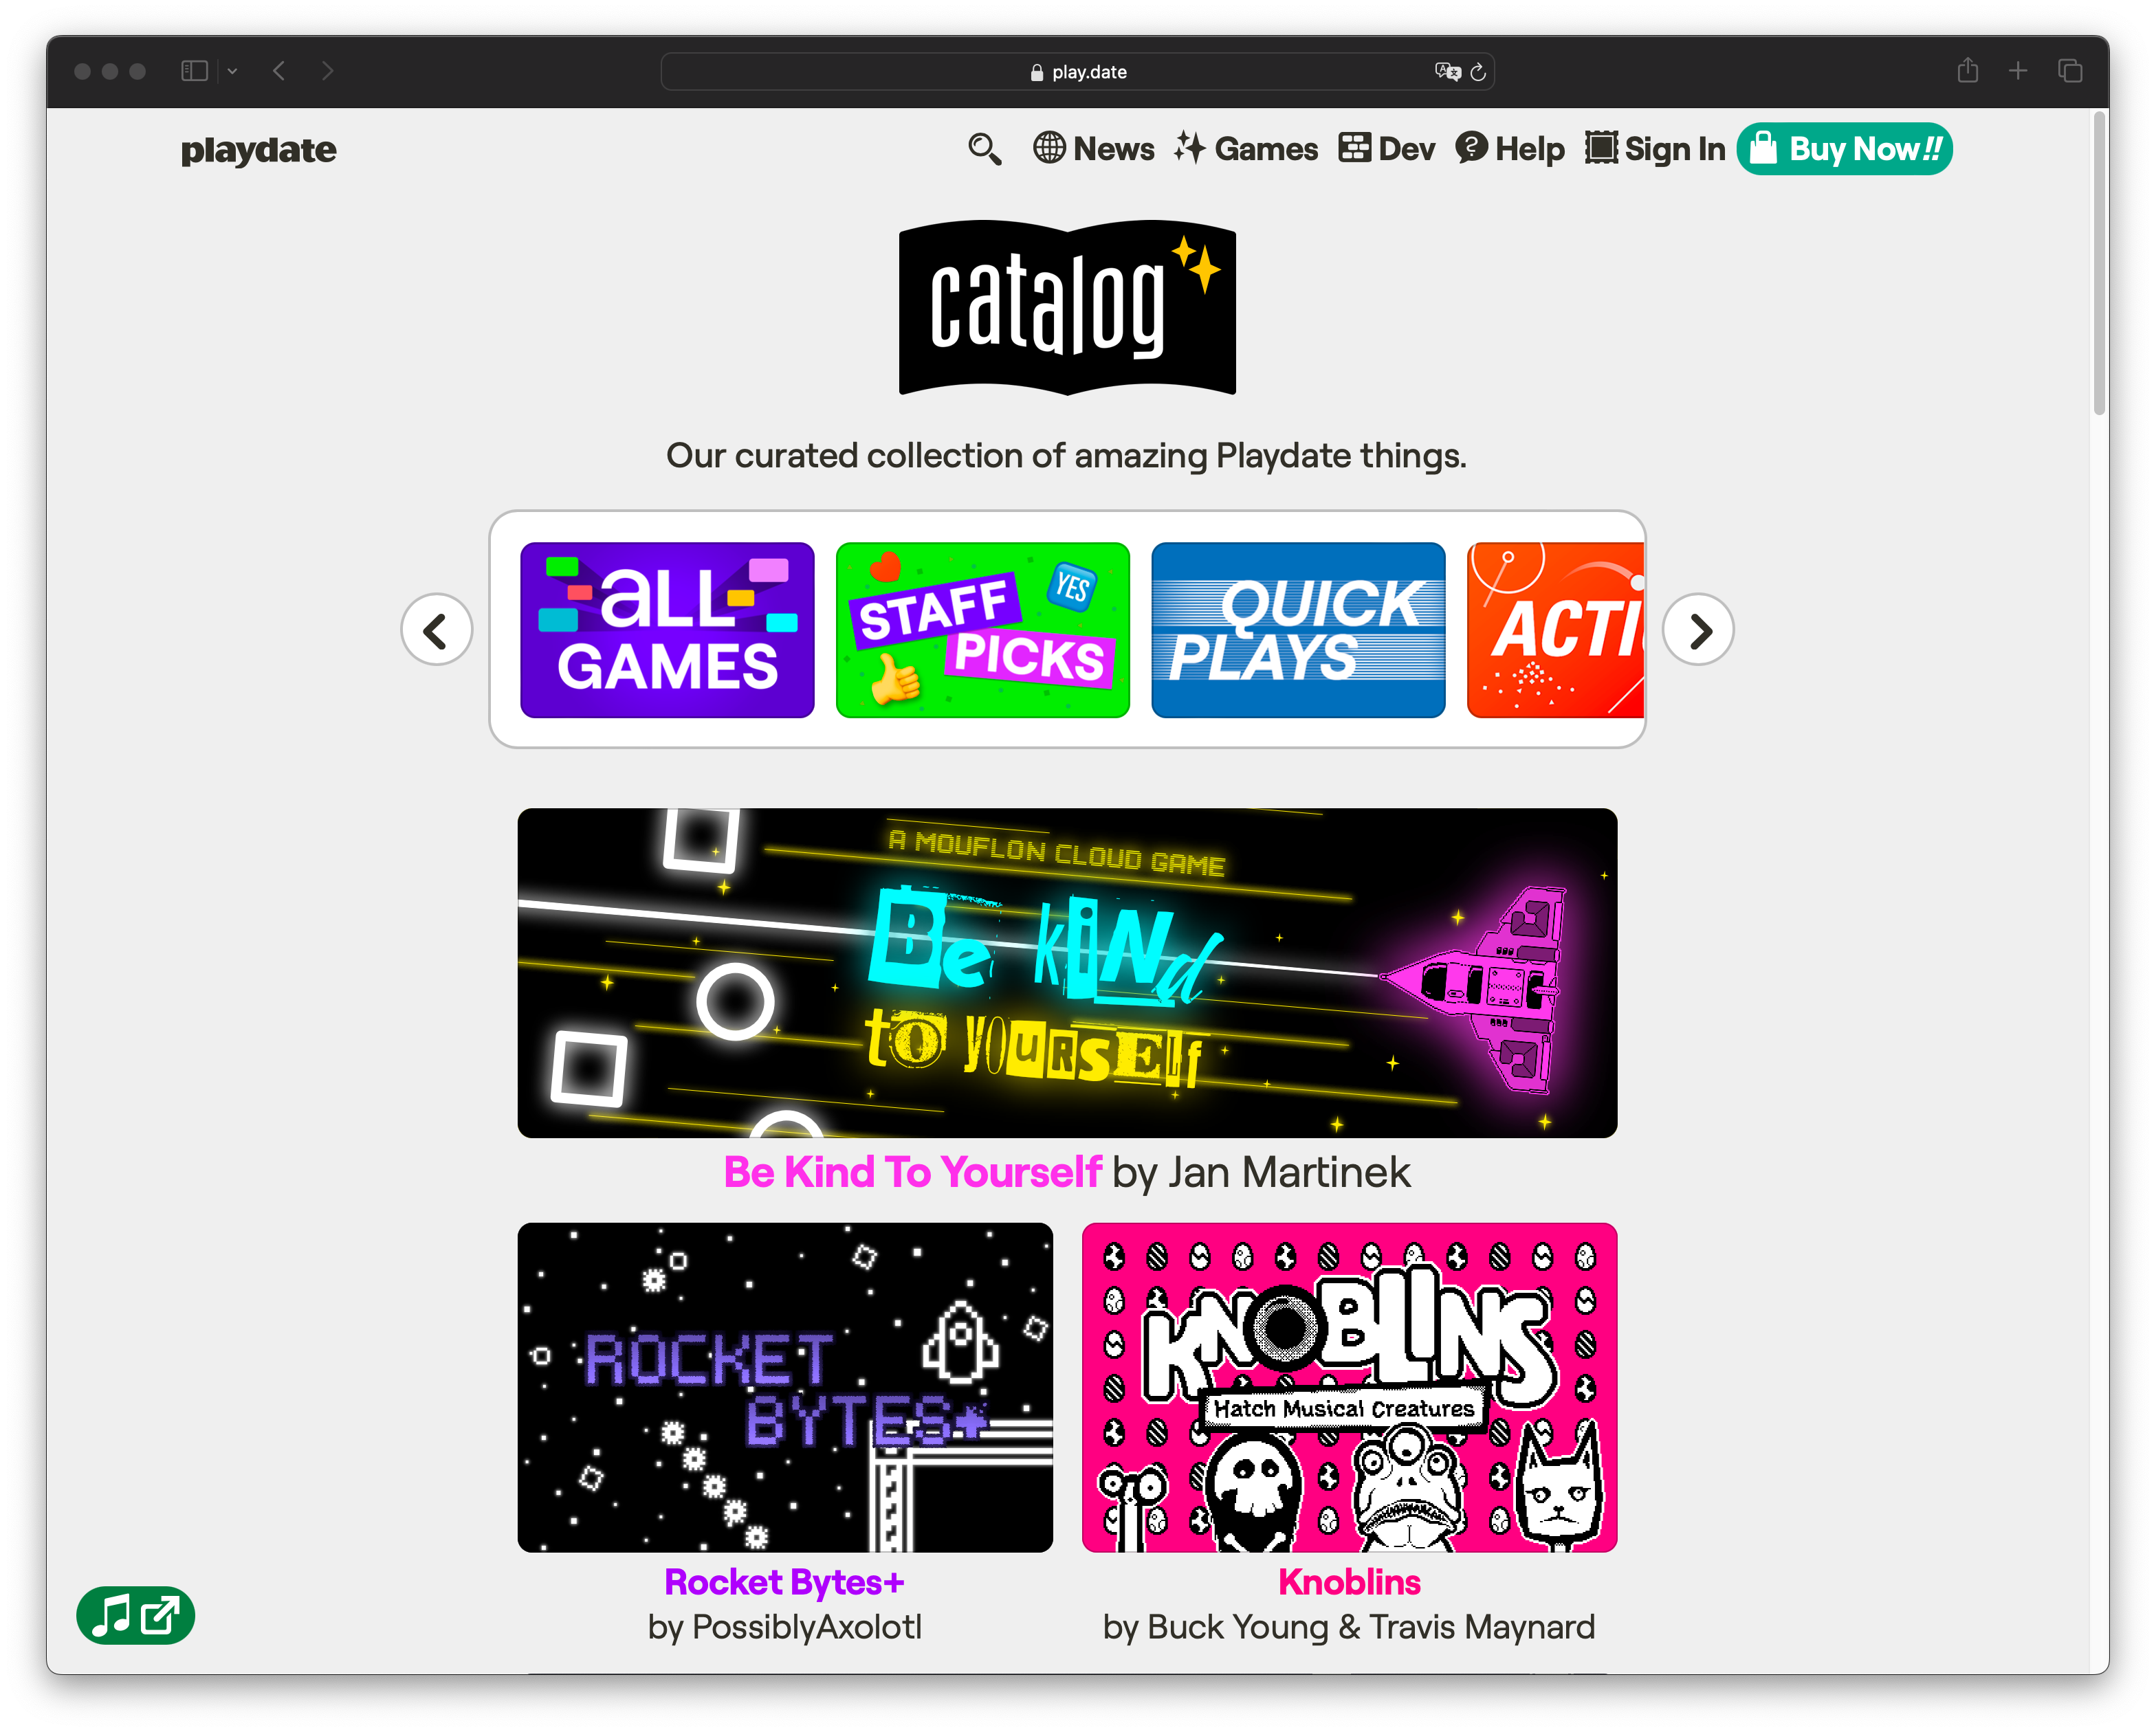 play.date
playdate
News Games Dev Help Sign In Buy Now!!
catalog
Our curated collection of amazing Playdate things.
aLL
GAMES
STAFF
PICKS
YES
QUICK
PLAYS
ACTI
A MOUFLON CLOUD GAME
Be kiNd
to yourSElf
Be Kind To Yourself by Jan Martinek
ROCKET
BYTES+
KNOBLINS
Hatch Musical Creatures
Rocket Bytes+
by PossiblyAxolotl
Knoblins
by Buck Young & Travis Maynard